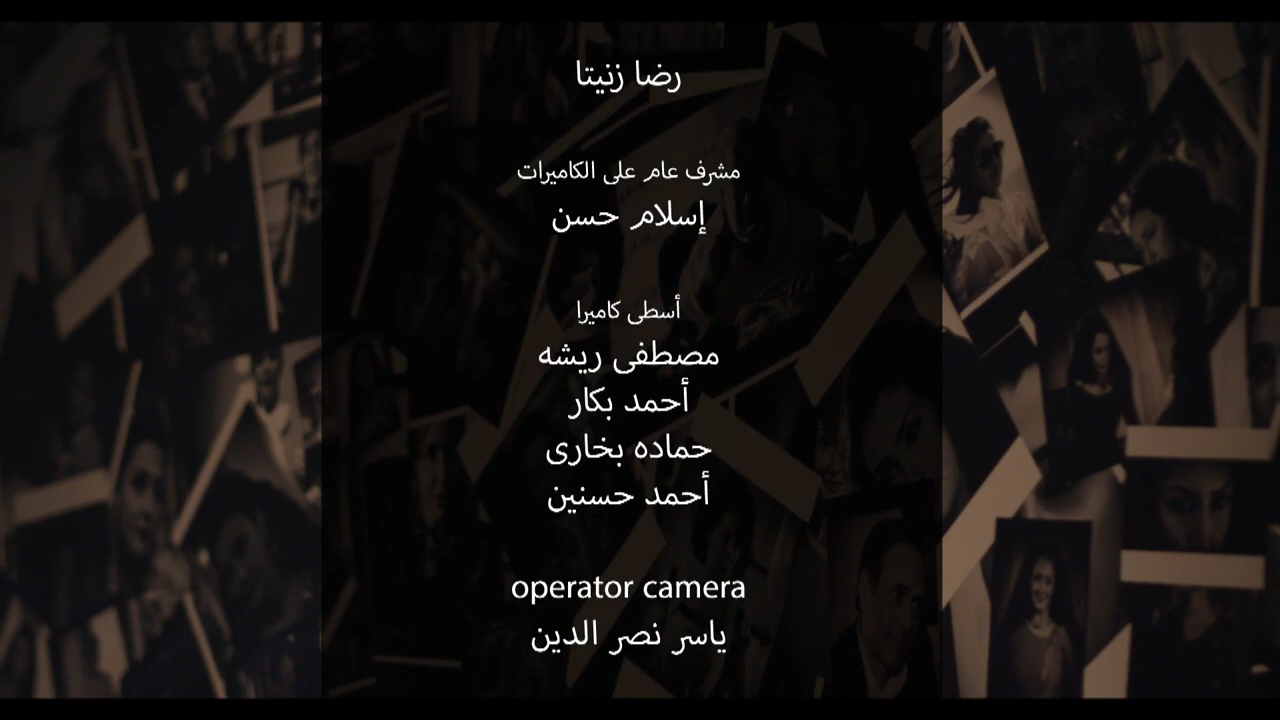 رضا زنيتا
مشرف عام على الكاميرات
إسلام حسن
أسطى كاميرا
مصطفى ريشه
أحمد بكار
حماده بخارى
أحمد حسنين
operator camera
ياسر نصر الدين